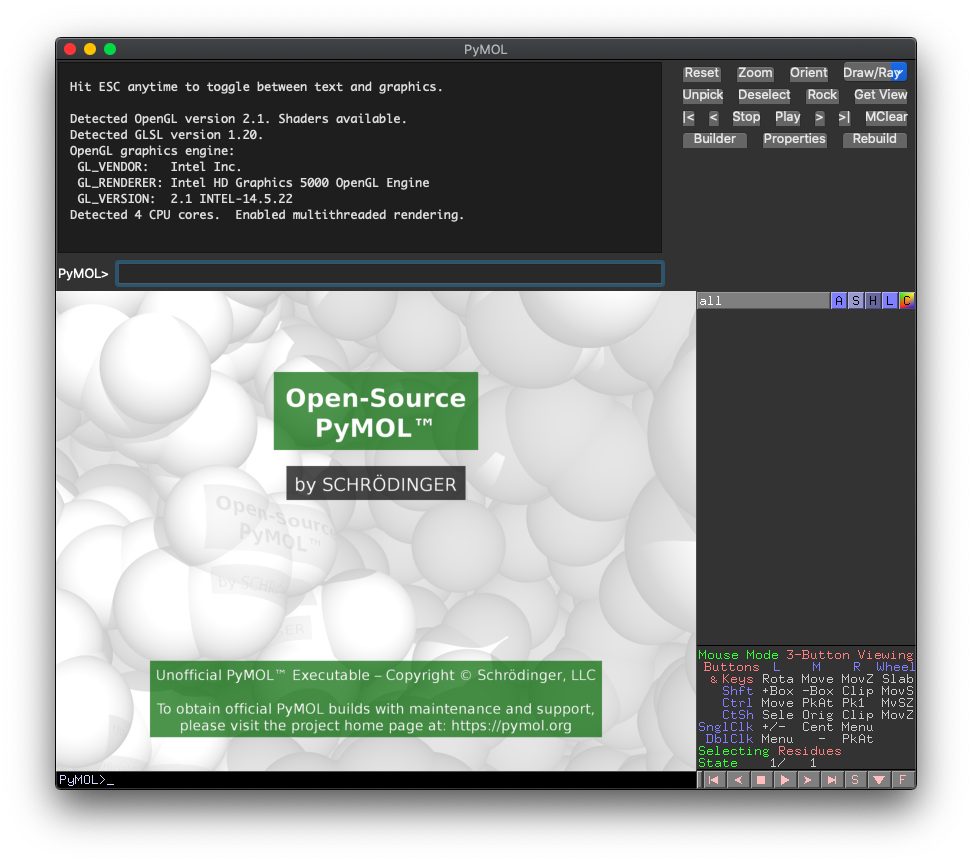 PyMOL
Hit ESC anytime to toggle between text and graphics.
Detected OpenGL version 2.1. Shaders available.
Detected GLSL version 1.20.
OpenGL graphics engine:
GL_VENDOR:   Intel Inc.
GL_RENDERER: Intel HD Graphics 5000 OpenGL Engine
GL_VERSION:  2.1 INTEL-14.5.22
Detected 4 CPU cores.  Enabled multithreaded rendering.
Reset Zoom Orient Draw/Ray
Unpick Deselect Rock Get View
|< < Stop Play > >| MClear
Builder Properties Rebuild
PyMOL>
all A S H L C
Open-Source
PyMOL™
by SCHRÖDINGER
Open-Source
PyMOL™
by SCHRÖ
GER
Unofficial PyMOL™ Executable – Copyright © Schrödinger, LLC
To obtain official PyMOL builds with maintenance and support,
please visit the project home page at: https://pymol.org
Mouse Mode 3-Button Viewing
Buttons L M R Wheel
& Keys Rota Move MovZ Slab
Shft +Box -Box Clip MovS
Ctrl Move PkAt Pk1 MvSZ
CtSh Sele Orig Clip MovZ
SnglClk +/- Cent Menu
DblClk Menu - PkAt
Selecting Residues
State 1/ 1
PyMOL>_
S F